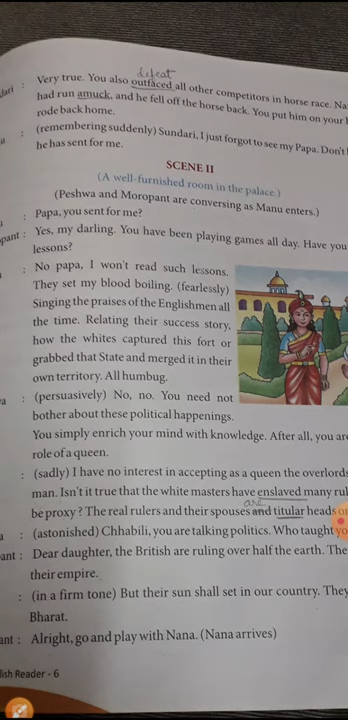 defeat
dari : Very true. You also outfaced all other competitors in horse race. Na
had run amuck, and he fell off the horse back. You put him on your
rode back home.
: (remembering suddenly) Sundari, I just forgot to see my Papa. Don't
he has sent for me.
SCENE II
(A well-furnished room in the palace.)
(Peshwa and Moropant are conversing as Manu enters.)
: Papa, you sent for me?
pant : Yes, my darling. You have been playing games all day. Have you
lessons?
: No papa, I won't read such lessons.
They set my blood boiling. (fearlessly)
Singing the praises of the Englishmen all
the time. Relating their success story,
how the whites captured this fort or
grabbed that State and merged it in their
own territory. All humbug.
a : (persuasively) No, no. You need not
bother about these political happenings.
You simply enrich your mind with knowledge. After all, you are
role of a queen.
: (sadly) I have no interest in accepting as a queen the overlords
man. Isn't it true that the white masters have enslaved many rul
are
be proxy ? The real rulers and their spouses and titular heads or
a : (astonished) Chhabili, you are talking politics. Who taught yo
ant : Dear daughter, the British are ruling over half the earth. The
their empire.
: (in a firm tone) But their sun shall set in our country. They
Bharat.
ant : Alright, go and play with Nana. (Nana arrives)
lish Reader - 6